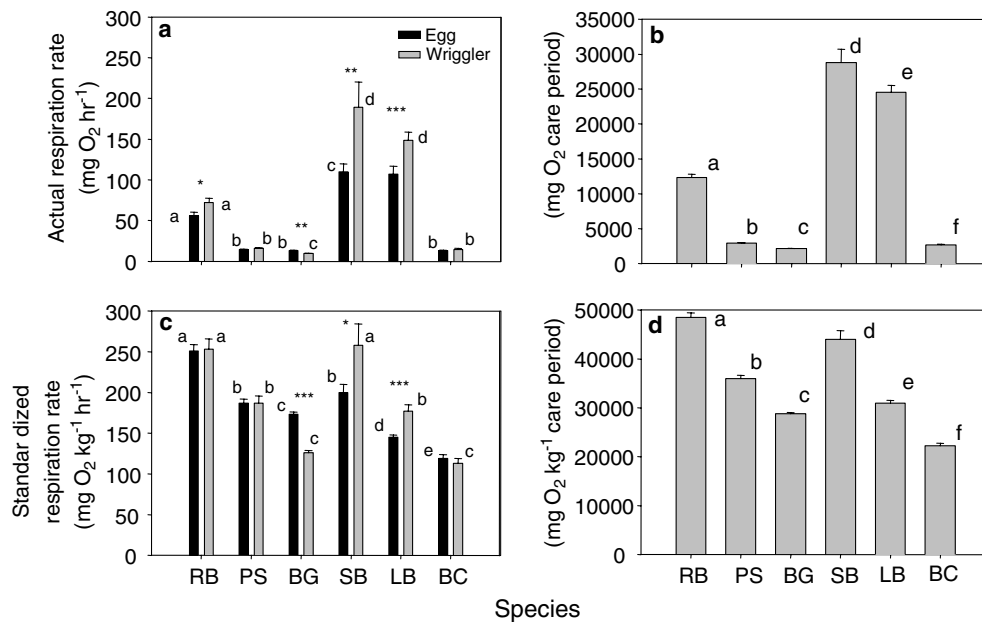 300
250
200
150
100
50
0
a
Egg
Wriggler
Actual respiration rate
(mg O₂ hr⁻¹)
a * a
b b
b ** c
c ** d
*** d
b b
35000
30000
25000
20000
15000
10000
5000
0
b
(mg O₂ care period)
a
b
c
d
e
f
300
250
200
150
100
50
0
c
Standar dized
respiration rate
(mg O₂ kg⁻¹ hr⁻¹)
a a
b b
c *** c
b * a
d *** b
e c
RB PS BG SB LB BC
50000
40000
30000
20000
10000
0
d
(mg O₂ kg⁻¹ care period)
a
b
c
d
e
f
RB PS BG SB LB BC
Species